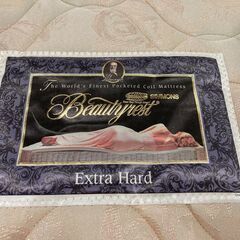 The World's Finest Pocketed Coil Mattress
SIMMONS
Beautyrest
Extra Hard